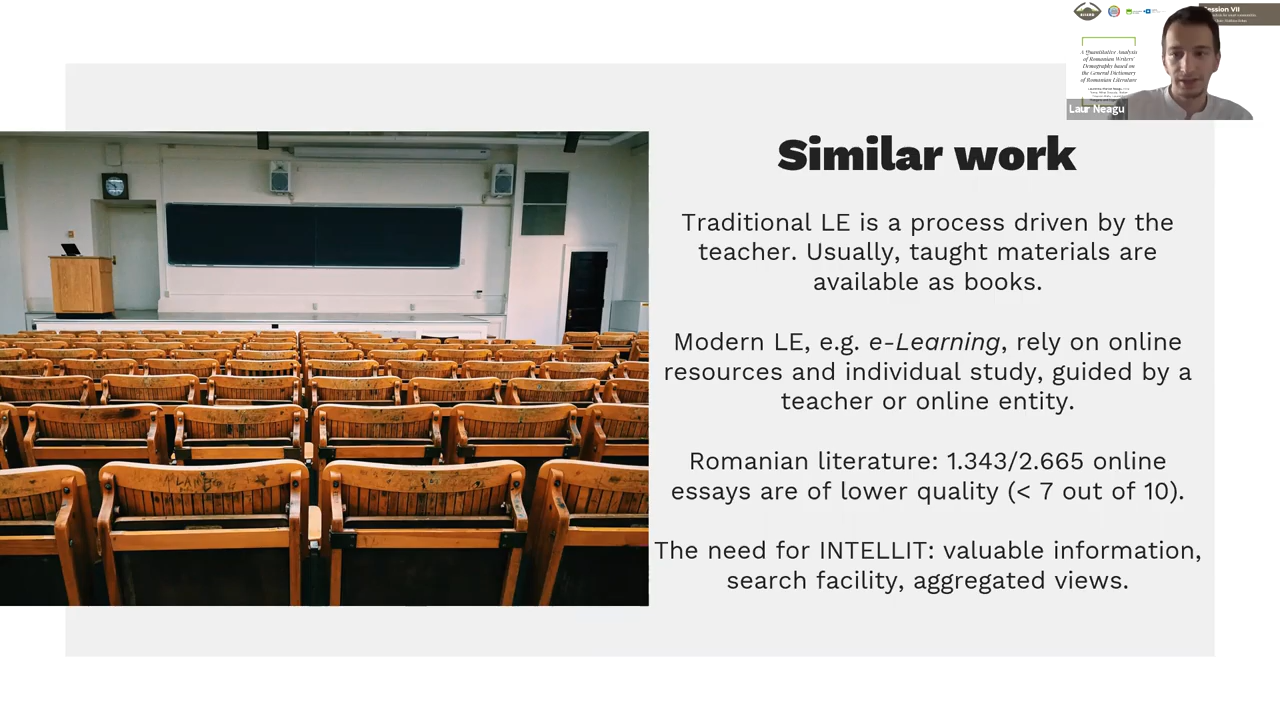 Session VII
A Quantitative Analysis
of Romanian Writers'
Demography based on
the General Dictionary
of Romanian Literature
Laur Neagu
Similar work
Traditional LE is a process driven by the
teacher. Usually, taught materials are
available as books.
Modern LE, e.g. e-Learning, rely on online
resources and individual study, guided by a
teacher or online entity.
Romanian literature: 1.343/2.665 online
essays are of lower quality (< 7 out of 10).
The need for INTELLIT: valuable information,
search facility, aggregated views.